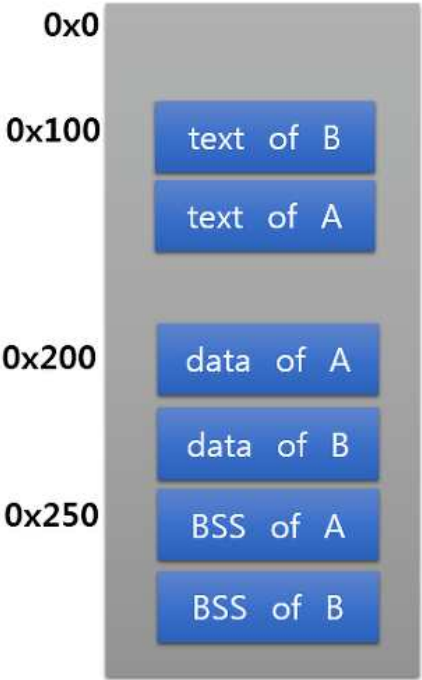 0x0
0x100
text of B
text of A
0x200
data of A
data of B
0x250
BSS of A
BSS of B